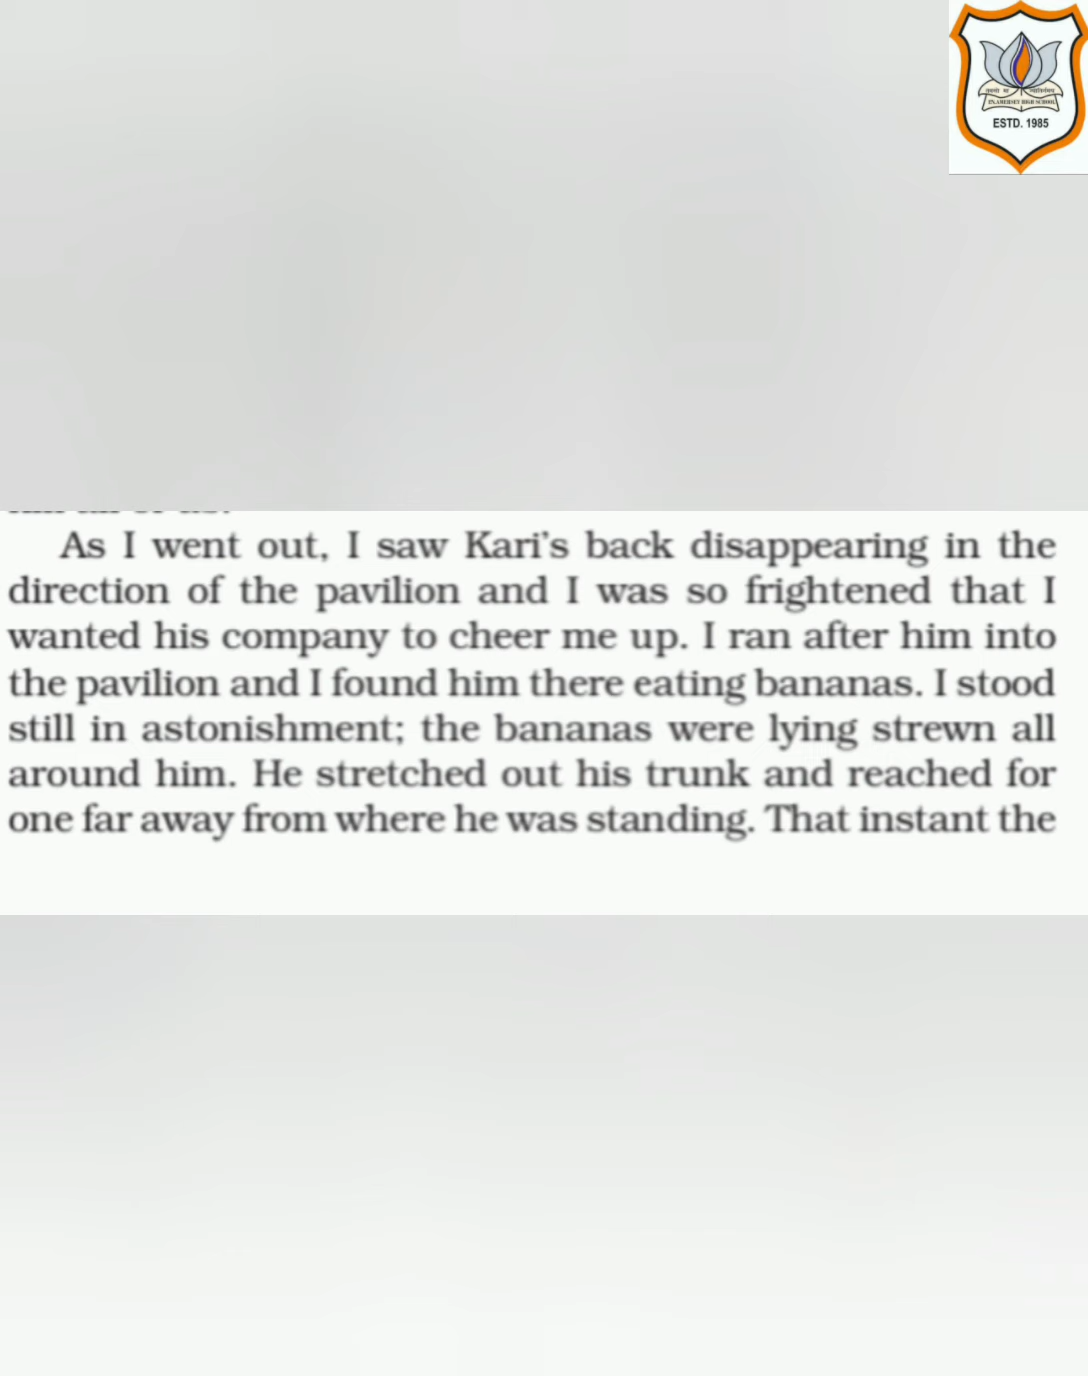 ESTD. 1985
As I went out, I saw Kari's back disappearing in the
direction of the pavilion and I was so frightened that I
wanted his company to cheer me up. I ran after him into
the pavilion and I found him there eating bananas. I stood
still in astonishment; the bananas were lying strewn all
around him. He stretched out his trunk and reached for
one far away from where he was standing. That instant the